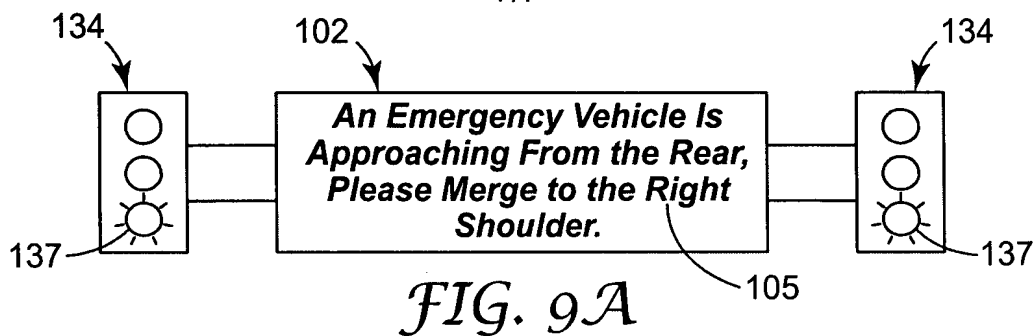 134
102
134
An Emergency Vehicle Is
Approaching From the Rear,
Please Merge to the Right
Shoulder.
137
105
137
FIG. 9A